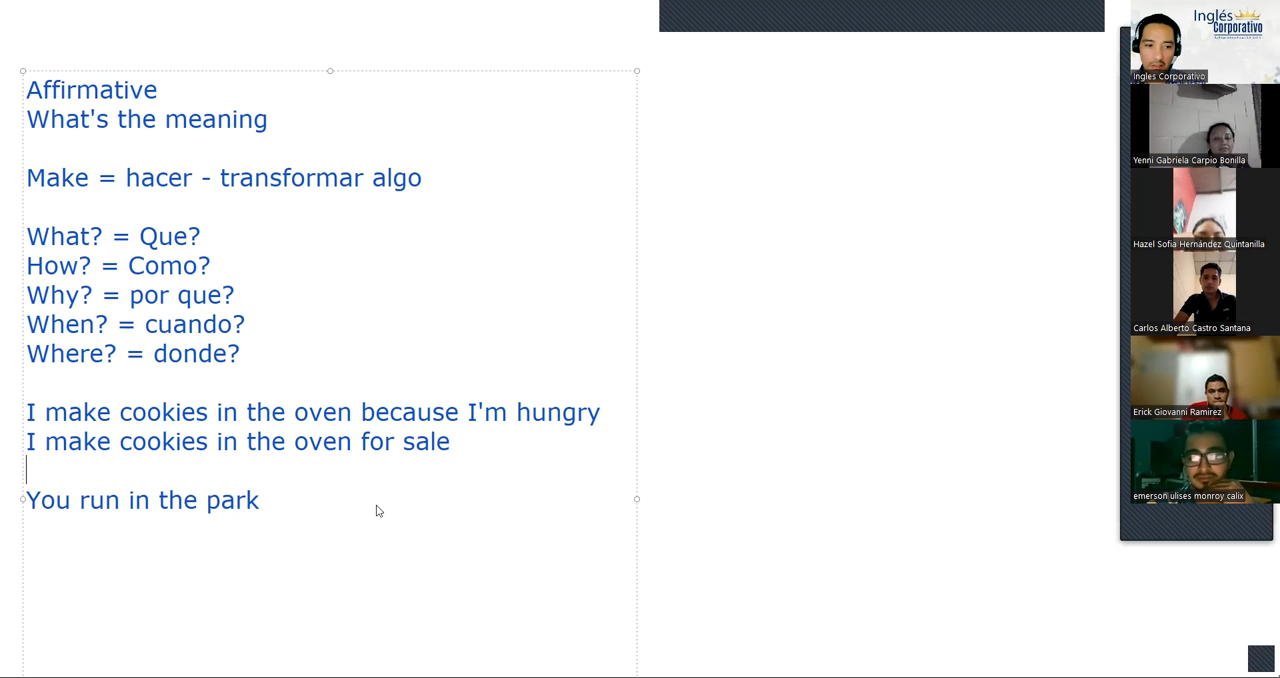 Affirmative
What's the meaning
Make = hacer - transformar algo
What? = Que?
How? = Como?
Why? = por que?
When? = cuando?
Where? = donde?
I make cookies in the oven because I'm hungry
I make cookies in the oven for sale
You run in the park
Inglés
Corporativo
Ingles Corporativo
Yenni Gabriela Carpio Bonilla
Hazel Sofia Hernández Quintanilla
Carlos Alberto Castro Santana
Erick Giovanni Ramirez
emerson ulises monroy calix